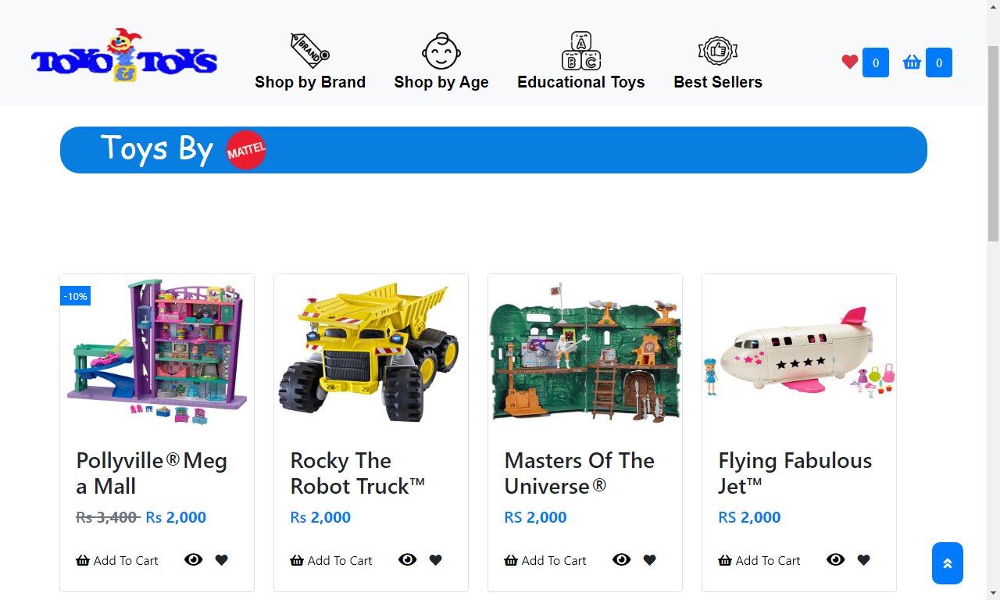 TOYO TOYS
BRAND
A
B C
Shop by Brand
Shop by Age
Educational Toys
Best Sellers
0
0
Toys By MATTEL
-10%
Pollyville®Meg
a Mall
Rs 3,400 Rs 2,000
Add To Cart
Rocky The
Robot Truck™
Rs 2,000
Add To Cart
Masters Of The
Universe®
RS 2,000
Add To Cart
Flying Fabulous
Jet™
RS 2,000
Add To Cart